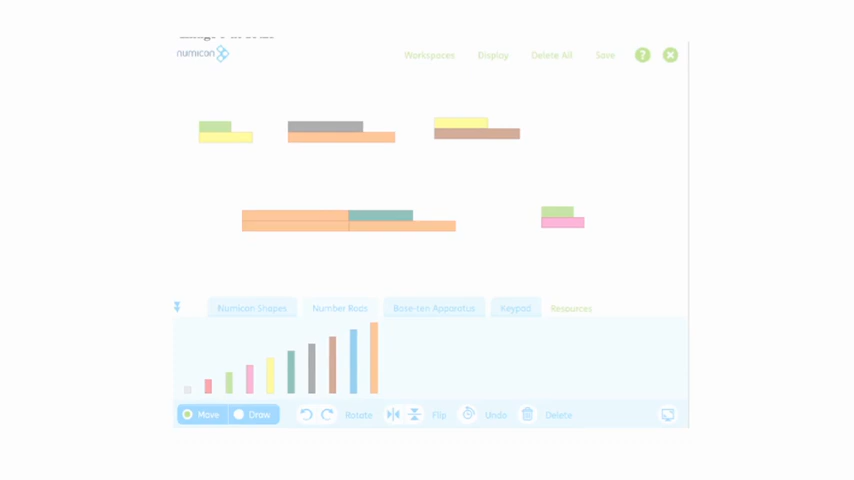 numicon
Workspaces Display Delete All Save ?
Numicon Shapes Number Rods Base-ten Apparatus Keypad Resources
Move Draw Rotate Flip Undo Delete